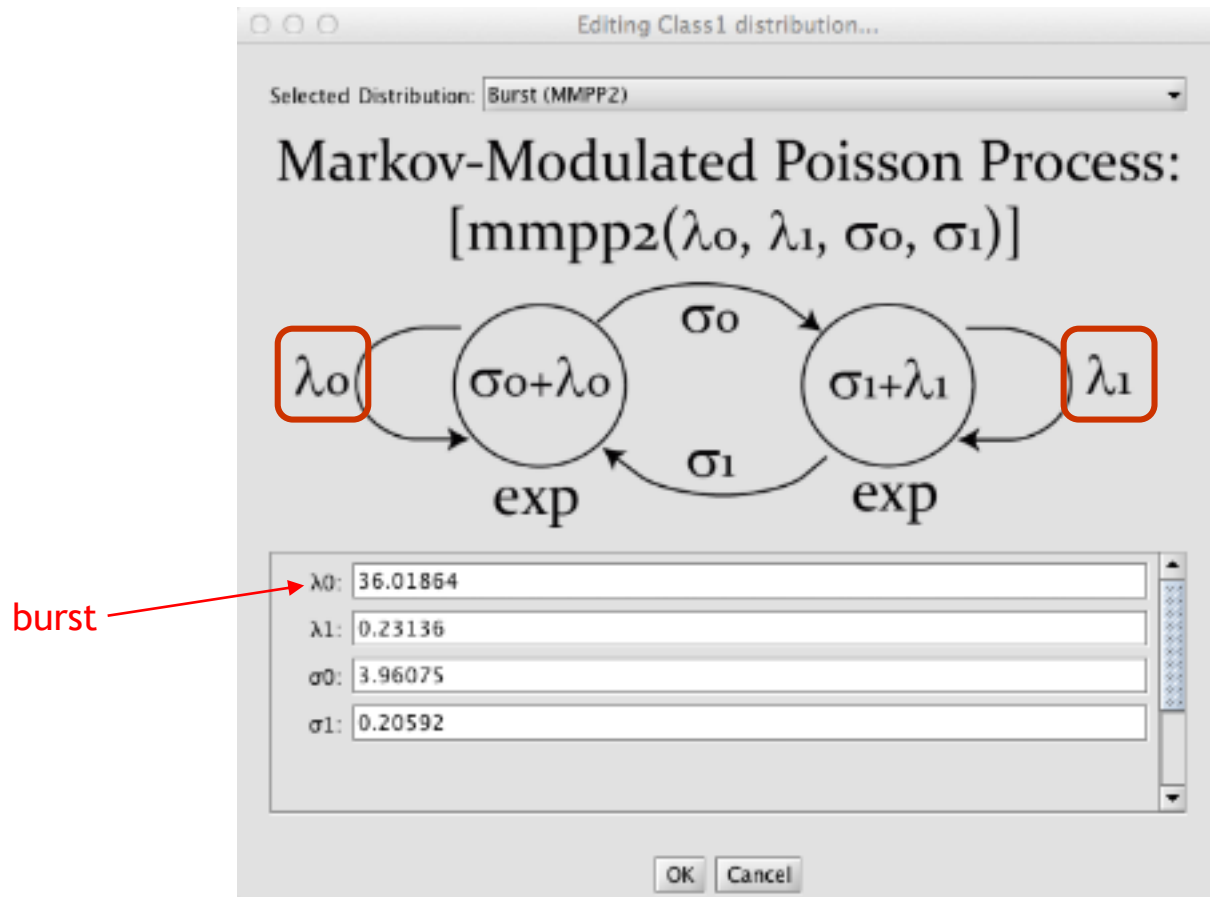 Editing Class1 distribution...
Selected Distribution: Burst (MMPP2)
Markov-Modulated Poisson Process:
[mmpp2(λ0, λ1, σ0, σ1)]
σ0
λ0 σ0+λ0 σ1+λ1 λ1
σ1
exp exp
λ0: 36.01864
burst
λ1: 0.23136
σ0: 3.96075
σ1: 0.20592
OK Cancel